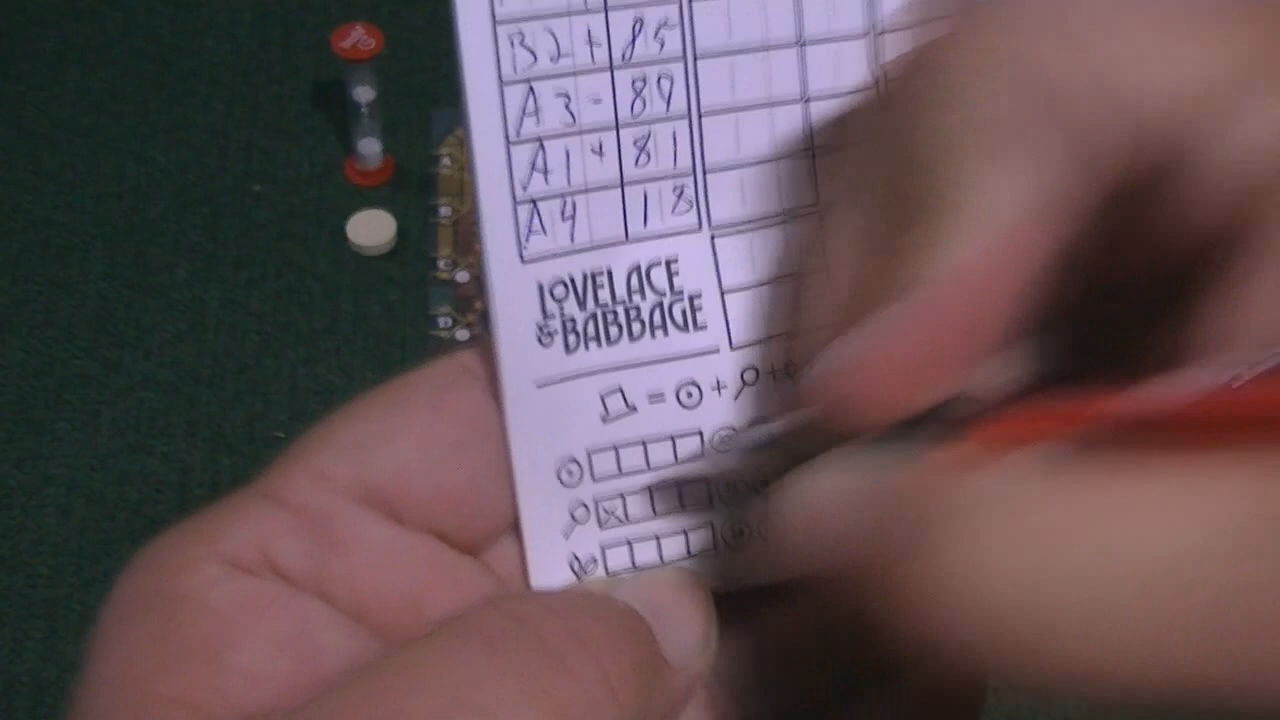 B2+ 85
A3- 89
A1+ 81
A4 18
LOVELACE
& BABBAGE
= +